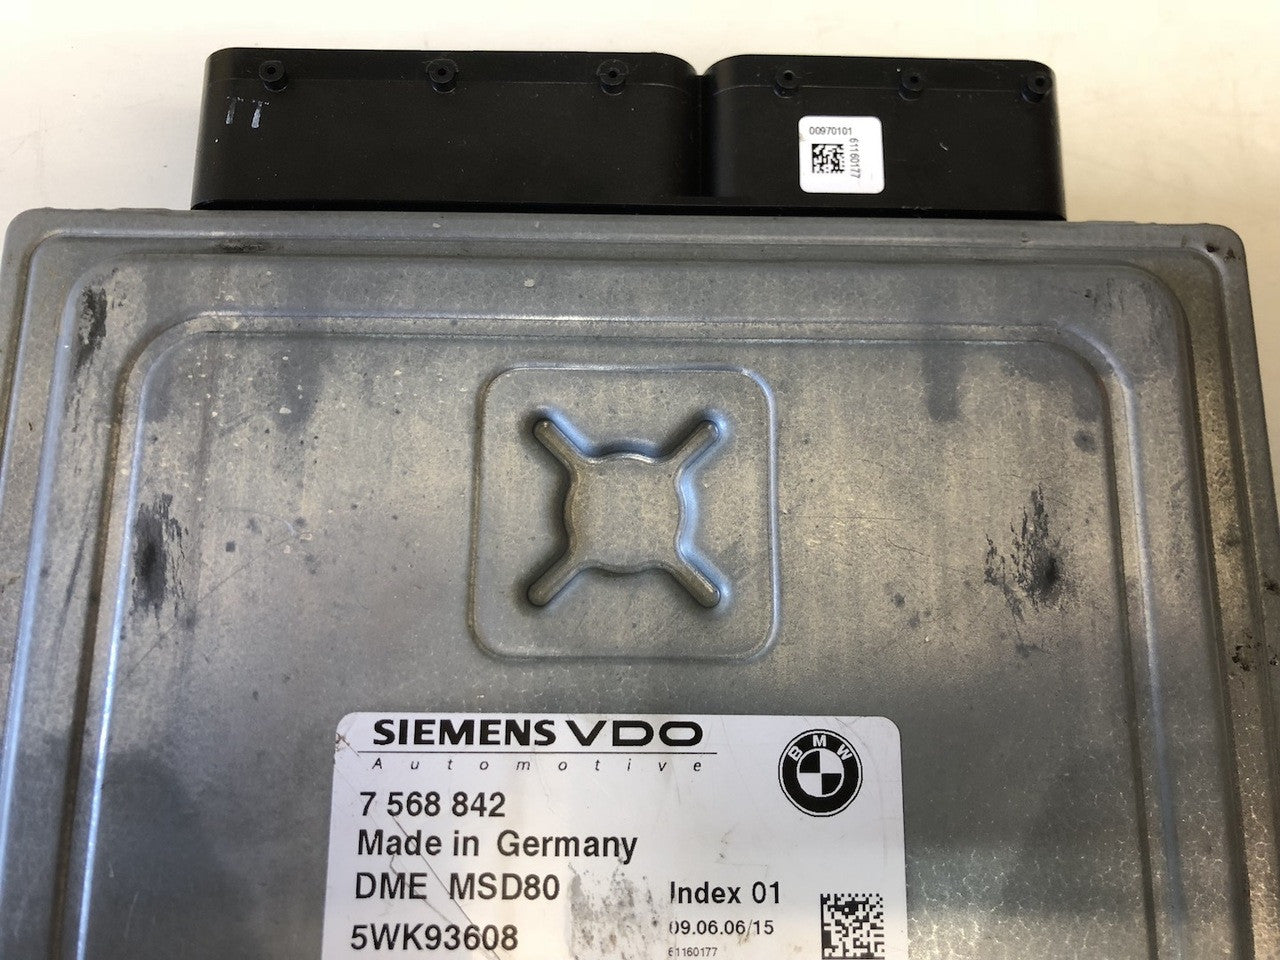 00970101
61160177
SIEMENS VDO
Automotive
BMW
7 568 842
Made in Germany
DME MSD80
Index 01
5WK93608
09.06.06/15
61160177